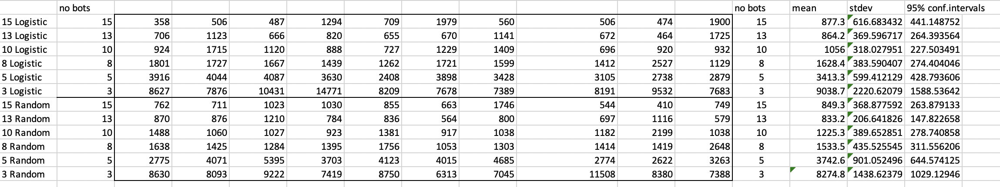 no bots no bots mean stdev 95% conf.intervals
15 Logistic 15 358 506 487 1294 709 1979 560 506 474 1900 15 877.3 616.683432 441.148752
13 Logistic 13 706 1123 666 820 655 670 1141 672 464 1725 13 864.2 369.596717 264.393564
10 Logistic 10 924 1715 1120 888 727 1229 1409 696 920 932 10 1056 318.027951 227.503491
8 Logistic 8 1801 1727 1667 1439 1262 1721 1599 1412 2527 1129 8 1628.4 383.590407 274.404046
5 Logistic 5 3916 4044 4087 3630 2408 3898 3428 3105 2738 2879 5 3413.3 599.412129 428.793606
3 Logistic 3 8627 7876 10431 14771 8209 7678 7389 8191 9532 7683 3 9038.7 2220.62079 1588.53642
15 Random 15 762 711 1023 1030 855 663 1746 544 410 749 15 849.3 368.877592 263.879133
13 Random 13 870 876 1210 784 836 564 800 697 1116 579 13 833.2 206.641826 147.822658
10 Random 10 1488 1060 1027 923 1381 917 1038 1182 2199 1038 10 1225.3 389.652851 278.740858
8 Random 8 1638 1425 1284 1395 1756 1053 1303 1414 1419 2648 8 1533.5 435.525545 311.556206
5 Random 5 2775 4071 5395 3703 4123 4015 4685 2774 2622 3263 5 3742.6 901.052496 644.574125
3 Random 3 8630 8093 9222 7419 8750 6313 7045 11508 8380 7388 3 8274.8 1438.62379 1029.12946